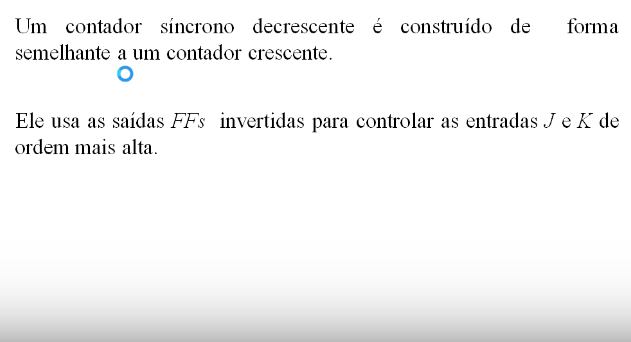 Um contador síncrono decrescente é construído de forma
semelhante a um contador crescente.
Ele usa as saídas FFs invertidas para controlar as entradas J e K de
ordem mais alta.